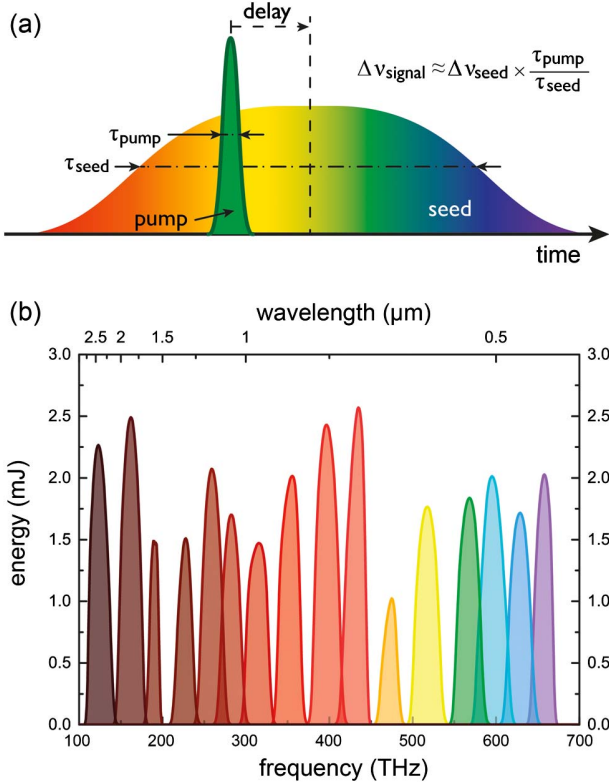 (a)
delay
Δνsignal ≈ Δνseed × τpump/τseed
τpump
τseed
pump
seed
time
(b)
wavelength (μm)
2.5 2 1.5 1 0.5
3.0 3.0
2.5 2.5
2.0 2.0
1.5 1.5
1.0 1.0
0.5 0.5
0.0 0.0
energy (mJ)
100 200 300 400 500 600 700
frequency (THz)